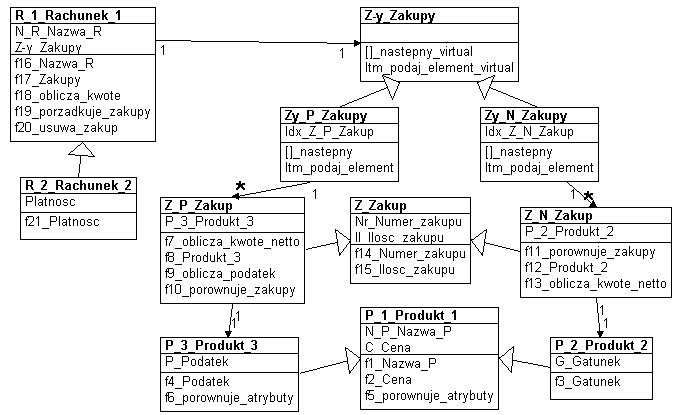 R_1_Rachunek_1
N_R_Nazwa_R
Z-y_Zakupy
f16_Nazwa_R
f17_Zakupy
f18_oblicza_kwote
f19_porzadkuje_zakupy
f20_usuwa_zakup
1
1
Z-y_Zakupy
[]_nastepny_virtual
Itm_podaj_element_virtual
Zy_P_Zakupy
Idx_Z_P_Zakup
[]_nastepny
Itm_podaj_element
Zy_N_Zakupy
Idx_Z_N_Zakup
[]_nastepny
Itm_podaj_element
R_2_Rachunek_2
Platnosc
f21_Platnosc
*
1
1
*
Z_P_Zakup
P_3_Produkt_3
f7_oblicza_kwote_netto
f8_Produkt_3
f9_oblicza_podatek
f10_porownuje_zakupy
Z_Zakup
Nr_Numer_zakupu
Il_Ilosc_zakupu
f14_Numer_zakupu
f15_Ilosc_zakupu
Z_N_Zakup
P_2_Produkt_2
f11_porownuje_zakupy
f12_Produkt_2
f13_oblicza_kwote_netto
1
1
1
1
P_3_Produkt_3
P_Podatek
f4_Podatek
f6_porownuje_atrybuty
P_1_Produkt_1
N_P_Nazwa_P
C_Cena
f1_Nazwa_P
f2_Cena
f5_porownuje_atrybuty
P_2_Produkt_2
G_Gatunek
f3_Gatunek